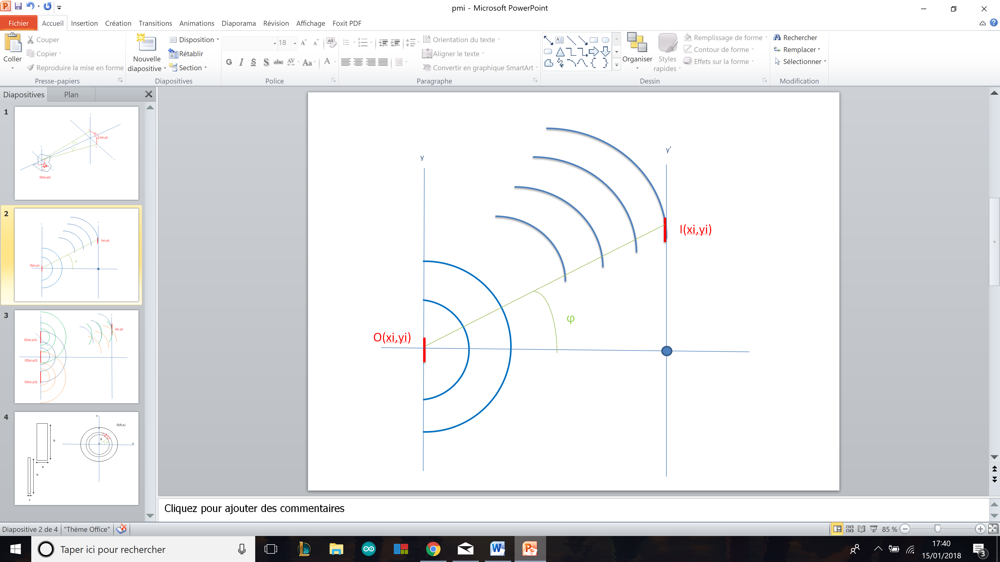 pmi - Microsoft PowerPoint
Fichier Accueil Insertion Création Transitions Animations Diaporama Révision Affichage Foxit PDF
Coller
Couper
Copier
Reproduire la mise en forme
Presse-papiers
Nouvelle
diapositive
Disposition
Rétablir
Section
Diapositives
18
G I S S abc AV Aa A
Police
Orientation du texte
Aligner le texte
Convertir en graphique SmartArt
Paragraphe
Organiser
Styles
rapides
Remplissage de forme
Contour de forme
Effets sur la forme
Dessin
Rechercher
Remplacer
Sélectionner
Modification
Diapositives Plan
1
I(xi,yi)
O(xo,yo)
2
I(xi,yi)
φ
O(xi,yi)
3
I(xi,yi)
O1(xi,yi1)
O2(xi,yi2)
O2(xi,yi2)
4
y
O(R,α)
R
x
b
a
b
ε
y
y'
I(xi,yi)
φ
O(xi,yi)
Cliquez pour ajouter des commentaires
Diapositive 2 de 4 "Thème Office" 85 %
Taper ici pour rechercher
17:40
15/01/2018
3